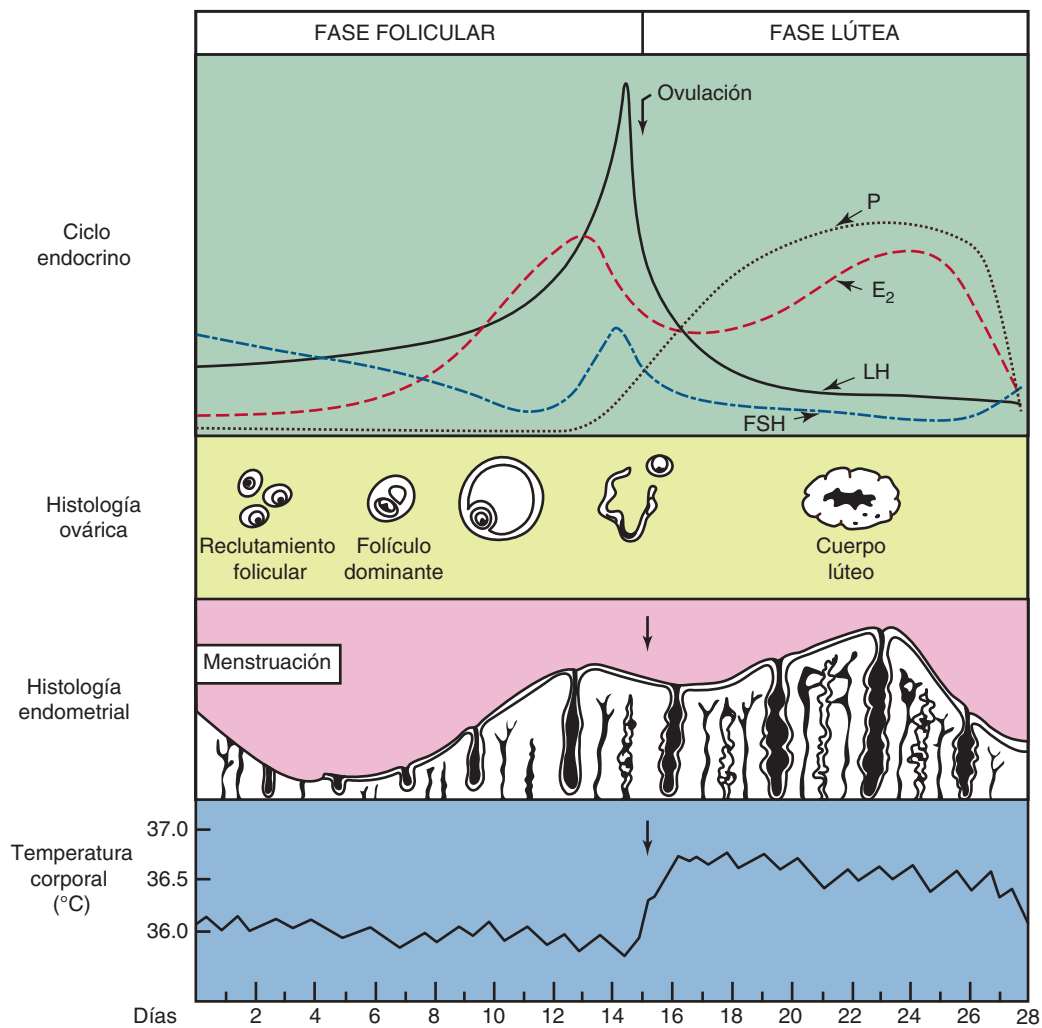 FASE FOLICULAR
FASE LÚTEA
Ciclo
endocrino
Ovulación
P
E2
LH
FSH
Histología
ovárica
Reclutamiento
folicular
Folículo
dominante
Cuerpo
lúteo
Histología
endometrial
Menstruación
Temperatura
corporal
(°C)
37.0
36.5
36.0
Días 2 4 6 8 10 12 14 16 18 20 22 24 26 28